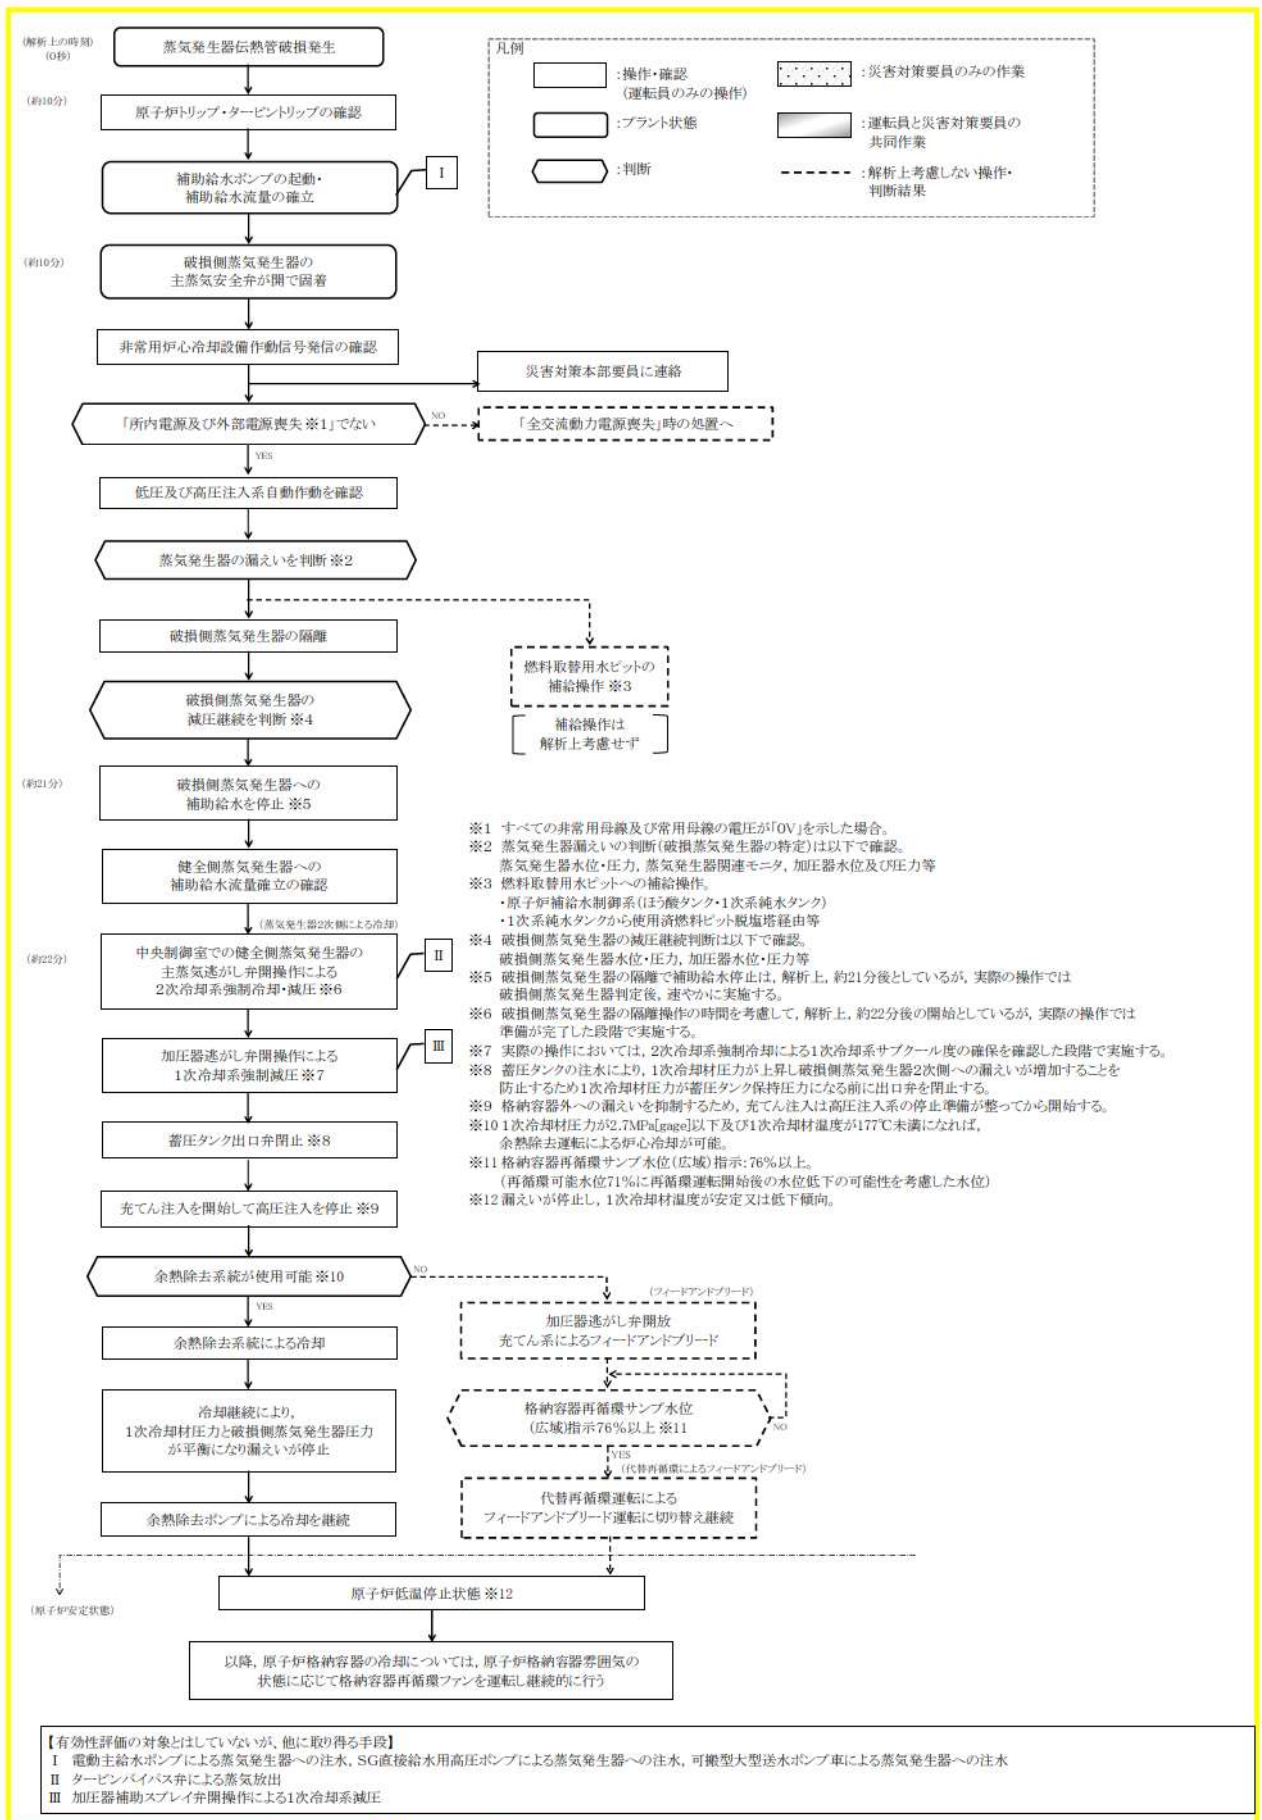 (解析上の時刻)
(0秒)
蒸気発生器伝熱管破損発生
凡例
:操作・確認
(運転員のみの操作)
:災害対策要員のみの作業
:プラント状態
:運転員と災害対策要員の
共同作業
:判断
:解析上考慮しない操作・
判断結果
(約10分)
原子炉トリップ・タービントリップの確認
補助給水ポンプの起動・
補助給水流量の確立
I
(約10分)
破損側蒸気発生器の
主蒸気安全弁が開で固着
非常用炉心冷却設備作動信号発信の確認
災害対策本部要員に連絡
「所内電源及び外部電源喪失※1」でない
NO
「全交流動力電源喪失」時の処置へ
YES
低圧及び高圧注入系自動作動を確認
蒸気発生器の漏えいを判断※2
破損側蒸気発生器の隔離
燃料取替用水ピットの
補給操作※3
補給操作は
解析上考慮せず
破損側蒸気発生器の
減圧継続を判断※4
(約21分)
破損側蒸気発生器への
補助給水を停止※5
健全側蒸気発生器への
補助給水流量確立の確認
(蒸気発生器2次側による冷却)
(約22分)
中央制御室での健全側蒸気発生器の
主蒸気逃がし弁開操作による
2次冷却系強制冷却・減圧※6
II
加圧器逃がし弁開操作による
1次冷却系強制減圧※7
III
蓄圧タンク出口弁閉止※8
充てん注入を開始して高圧注入を停止※9
※1 すべての非常用母線及び常用母線の電圧が「0V」を示した場合。
※2 蒸気発生器漏えいの判断(破損蒸気発生器の特定)は以下で確認。
蒸気発生器水位・圧力, 蒸気発生器関連モニタ, 加圧器水位及び圧力等
※3 燃料取替用水ピットへの補給操作。
・原子炉補給水制御系(ほう酸タンク・1次系純水タンク)
・1次系純水タンクから使用済燃料ピット脱塩塔経由等
※4 破損側蒸気発生器の減圧継続判断は以下で確認。
破損側蒸気発生器水位・圧力, 加圧器水位・圧力等
※5 破損側蒸気発生器の隔離で補助給水停止は, 解析上, 約21分後としているが, 実際の操作では
破損側蒸気発生器判定後, 速やかに実施する。
※6 破損側蒸気発生器の隔離操作の時間を考慮して, 解析上, 約22分後の開始としているが, 実際の操作では
準備が完了した段階で実施する。
※7 実際の操作においては, 2次冷却系強制冷却による1次冷却系サブクール度の確保を確認した段階で実施する。
※8 蓄圧タンクの注水により, 1次冷却材圧力が上昇し破損側蒸気発生器2次側への漏えいが増加することを
防止するため1次冷却材圧力が蓄圧タンク保持圧力になる前に出口弁を閉止する。
※9 格納容器外への漏えいを抑制するため, 充てん注入は高圧注入系の停止準備が整ってから開始する。
※10 1次冷却材圧力が2.7MPa[gage]以下及び1次冷却材温度が177℃未満になれば,
余熱除去運転による炉心冷却が可能。
※11 格納容器再循環サンプ水位(広域)指示:76%以上。
(再循環可能水位71%に再循環運転開始後の水位低下の可能性を考慮した水位)
※12 漏えいが停止し, 1次冷却材温度が安定又は低下傾向。
余熱除去系統が使用可能※10
NO
YES
(フィードアンドブリード)
加圧器逃がし弁開放
充てん系によるフィードアンドブリード
余熱除去系統による冷却
格納容器再循環サンプ水位
(広域)指示76%以上※11
NO
YES
冷却継続により,
1次冷却材圧力と破損側蒸気発生器圧力
が平衡になり漏えいが停止
(代替再循環によるフィードアンドブリード)
代替再循環運転による
フィードアンドブリード運転に切り替え継続
余熱除去ポンプによる冷却を継続
(原子炉安定状態)
原子炉低温停止状態※12
以降, 原子炉格納容器の冷却については, 原子炉格納容器雰囲気の
状態に応じて格納容器再循環ファンを運転し継続的に行う
【有効性評価の対象とはしていないが、他に取り得る手段】
I 電動主給水ポンプによる蒸気発生器への注水, SG直接給水用高圧ポンプによる蒸気発生器への注水, 可搬型大型送水ポンプ車による蒸気発生器への注水
II タービンバイパス弁による蒸気放出
III 加圧器補助スプレイ弁開操作による1次冷却系減圧